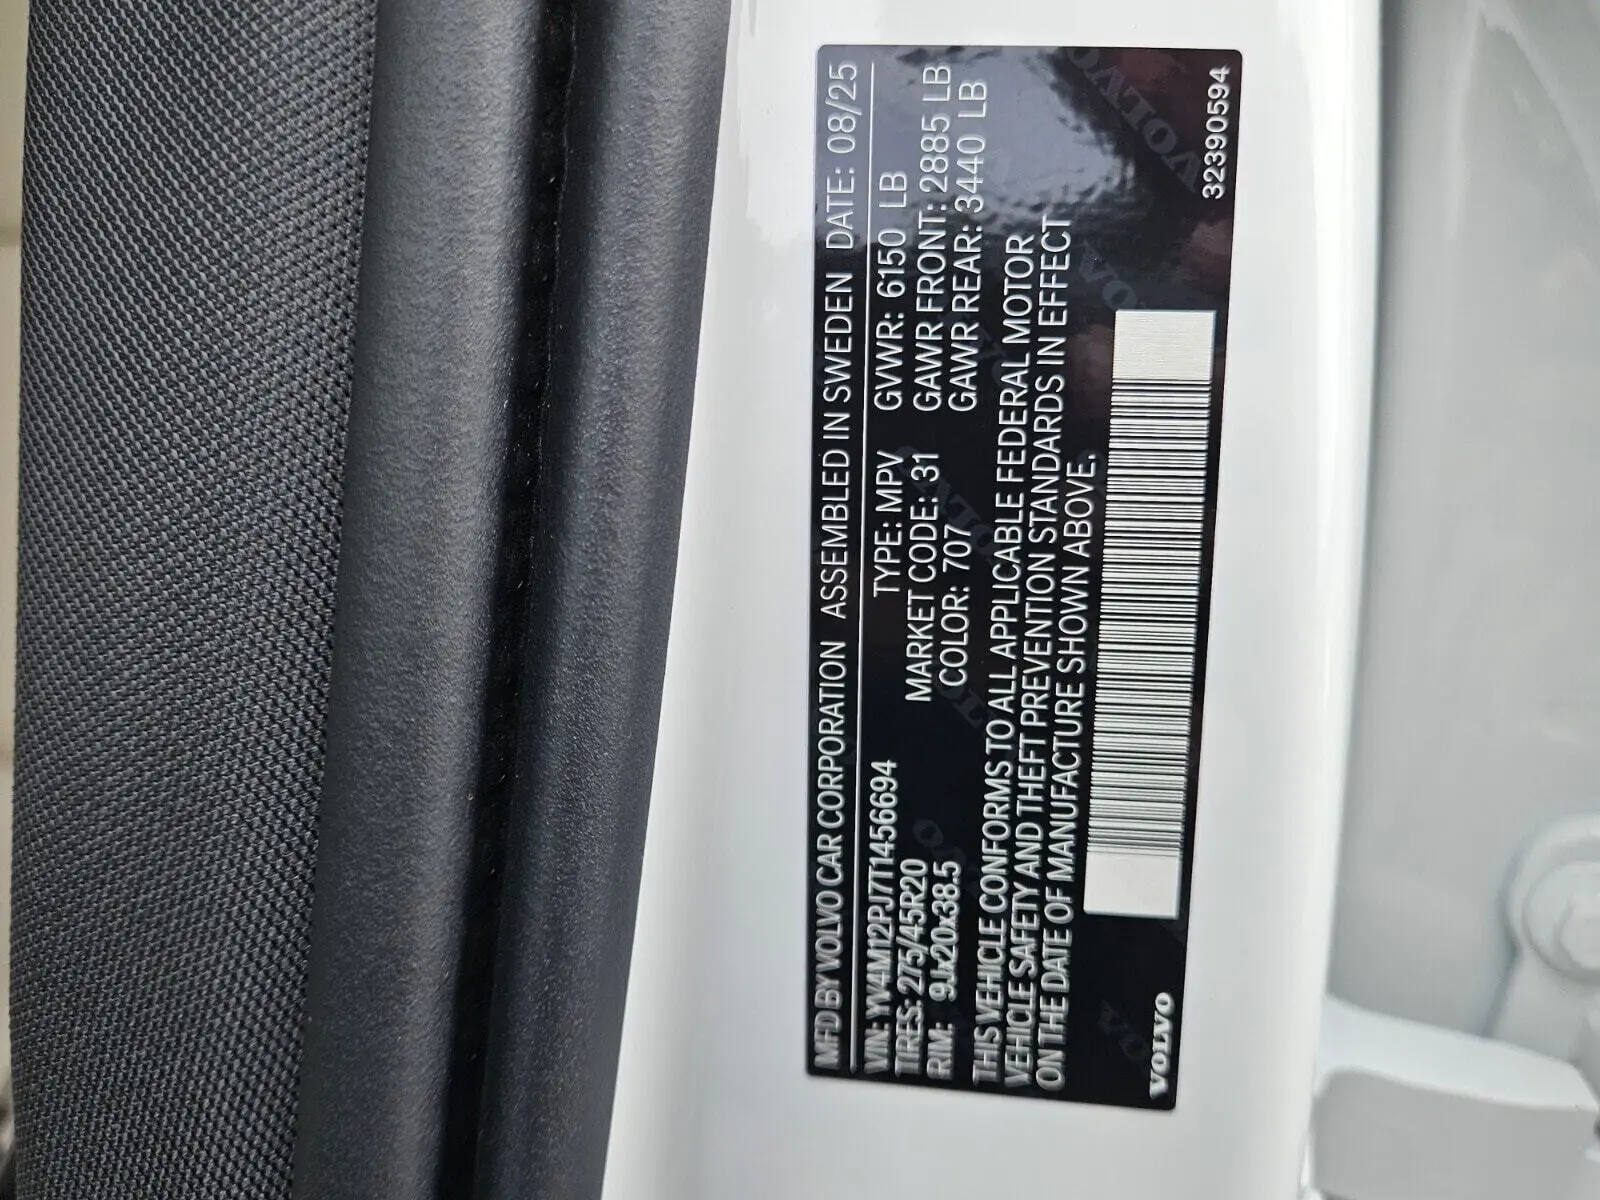 MFD BY VOLVO CAR CORPORATION ASSEMBLED IN SWEDEN DATE: 08/25
VIN: YV4M12PJ7T1456694 TYPE: MPV GVWR: 6150 LB
TIRES: 275/45R20 MARKET CODE: 31 GAWR FRONT: 2885 LB
RIM: 9Jx20x38.5 COLOR: 707 GAWR REAR: 3440 LB
THIS VEHICLE CONFORMS TO ALL APPLICABLE FEDERAL MOTOR
VEHICLE SAFETY AND THEFT PREVENTION STANDARDS IN EFFECT
ON THE DATE OF MANUFACTURE SHOWN ABOVE.
VOLVO 32390594